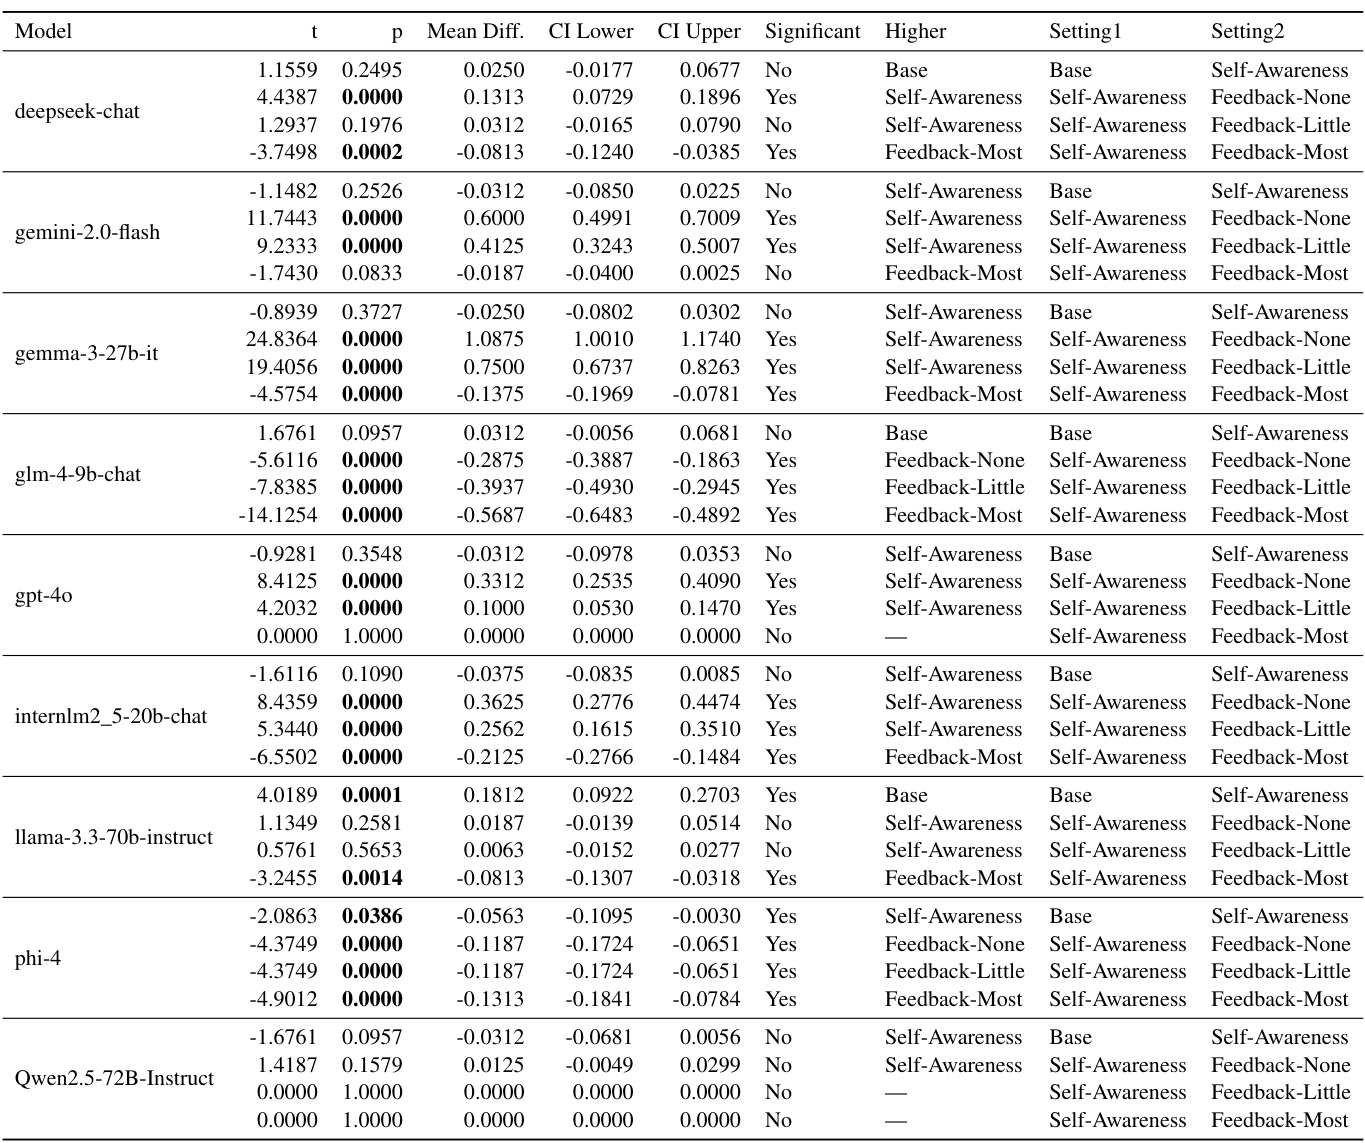 Model t p Mean Diff. CI Lower CI Upper Significant Higher Setting1 Setting2
deepseek-chat
1.1559 0.2495 0.0250 -0.0177 0.0677 No Base Base Self-Awareness
4.4387 0.0000 0.1313 0.0729 0.1896 Yes Self-Awareness Self-Awareness Feedback-None
1.2937 0.1976 0.0312 -0.0165 0.0790 No Self-Awareness Self-Awareness Feedback-Little
-3.7498 0.0002 -0.0813 -0.1240 -0.0385 Yes Feedback-Most Self-Awareness Feedback-Most
gemini-2.0-flash
-1.1482 0.2526 -0.0312 -0.0850 0.0225 No Self-Awareness Base Self-Awareness
11.7443 0.0000 0.6000 0.4991 0.7009 Yes Self-Awareness Self-Awareness Feedback-None
9.2333 0.0000 0.4125 0.3243 0.5007 Yes Self-Awareness Self-Awareness Feedback-Little
-1.7430 0.0833 -0.0187 -0.0400 0.0025 No Feedback-Most Self-Awareness Feedback-Most
gemma-3-27b-it
-0.8939 0.3727 -0.0250 -0.0802 0.0302 No Self-Awareness Base Self-Awareness
24.8364 0.0000 1.0875 1.0010 1.1740 Yes Self-Awareness Self-Awareness Feedback-None
19.4056 0.0000 0.7500 0.6737 0.8263 Yes Self-Awareness Self-Awareness Feedback-Little
-4.5754 0.0000 -0.1375 -0.1969 -0.0781 Yes Feedback-Most Self-Awareness Feedback-Most
glm-4-9b-chat
1.6761 0.0957 0.0312 -0.0056 0.0681 No Base Base Self-Awareness
-5.6116 0.0000 -0.2875 -0.3887 -0.1863 Yes Feedback-None Self-Awareness Feedback-None
-7.8385 0.0000 -0.3937 -0.4930 -0.2945 Yes Feedback-Little Self-Awareness Feedback-Little
-14.1254 0.0000 -0.5687 -0.6483 -0.4892 Yes Feedback-Most Self-Awareness Feedback-Most
gpt-4o
-0.9281 0.3548 -0.0312 -0.0978 0.0353 No Self-Awareness Base Self-Awareness
8.4125 0.0000 0.3312 0.2535 0.4090 Yes Self-Awareness Self-Awareness Feedback-None
4.2032 0.0000 0.1000 0.0530 0.1470 Yes Self-Awareness Self-Awareness Feedback-Little
0.0000 1.0000 0.0000 0.0000 0.0000 No — Self-Awareness Feedback-Most
internlm2_5-20b-chat
-1.6116 0.1090 -0.0375 -0.0835 0.0085 No Self-Awareness Base Self-Awareness
8.4359 0.0000 0.3625 0.2776 0.4474 Yes Self-Awareness Self-Awareness Feedback-None
5.3440 0.0000 0.2562 0.1615 0.3510 Yes Self-Awareness Self-Awareness Feedback-Little
-6.5502 0.0000 -0.2125 -0.2766 -0.1484 Yes Feedback-Most Self-Awareness Feedback-Most
llama-3.3-70b-instruct
4.0189 0.0001 0.1812 0.0922 0.2703 Yes Base Base Self-Awareness
1.1349 0.2581 0.0187 -0.0139 0.0514 No Self-Awareness Self-Awareness Feedback-None
0.5761 0.5653 0.0063 -0.0152 0.0277 No Self-Awareness Self-Awareness Feedback-Little
-3.2455 0.0014 -0.0813 -0.1307 -0.0318 Yes Feedback-Most Self-Awareness Feedback-Most
phi-4
-2.0863 0.0386 -0.0563 -0.1095 -0.0030 Yes Self-Awareness Base Self-Awareness
-4.3749 0.0000 -0.1187 -0.1724 -0.0651 Yes Feedback-None Self-Awareness Feedback-None
-4.3749 0.0000 -0.1187 -0.1724 -0.0651 Yes Feedback-Little Self-Awareness Feedback-Little
-4.9012 0.0000 -0.1313 -0.1841 -0.0784 Yes Feedback-Most Self-Awareness Feedback-Most
Qwen2.5-72B-Instruct
-1.6761 0.0957 -0.0312 -0.0681 0.0056 No Self-Awareness Base Self-Awareness
1.4187 0.1579 0.0125 -0.0049 0.0299 No Self-Awareness Self-Awareness Feedback-None
0.0000 1.0000 0.0000 0.0000 0.0000 No — Self-Awareness Feedback-Little
0.0000 1.0000 0.0000 0.0000 0.0000 No — Self-Awareness Feedback-Most